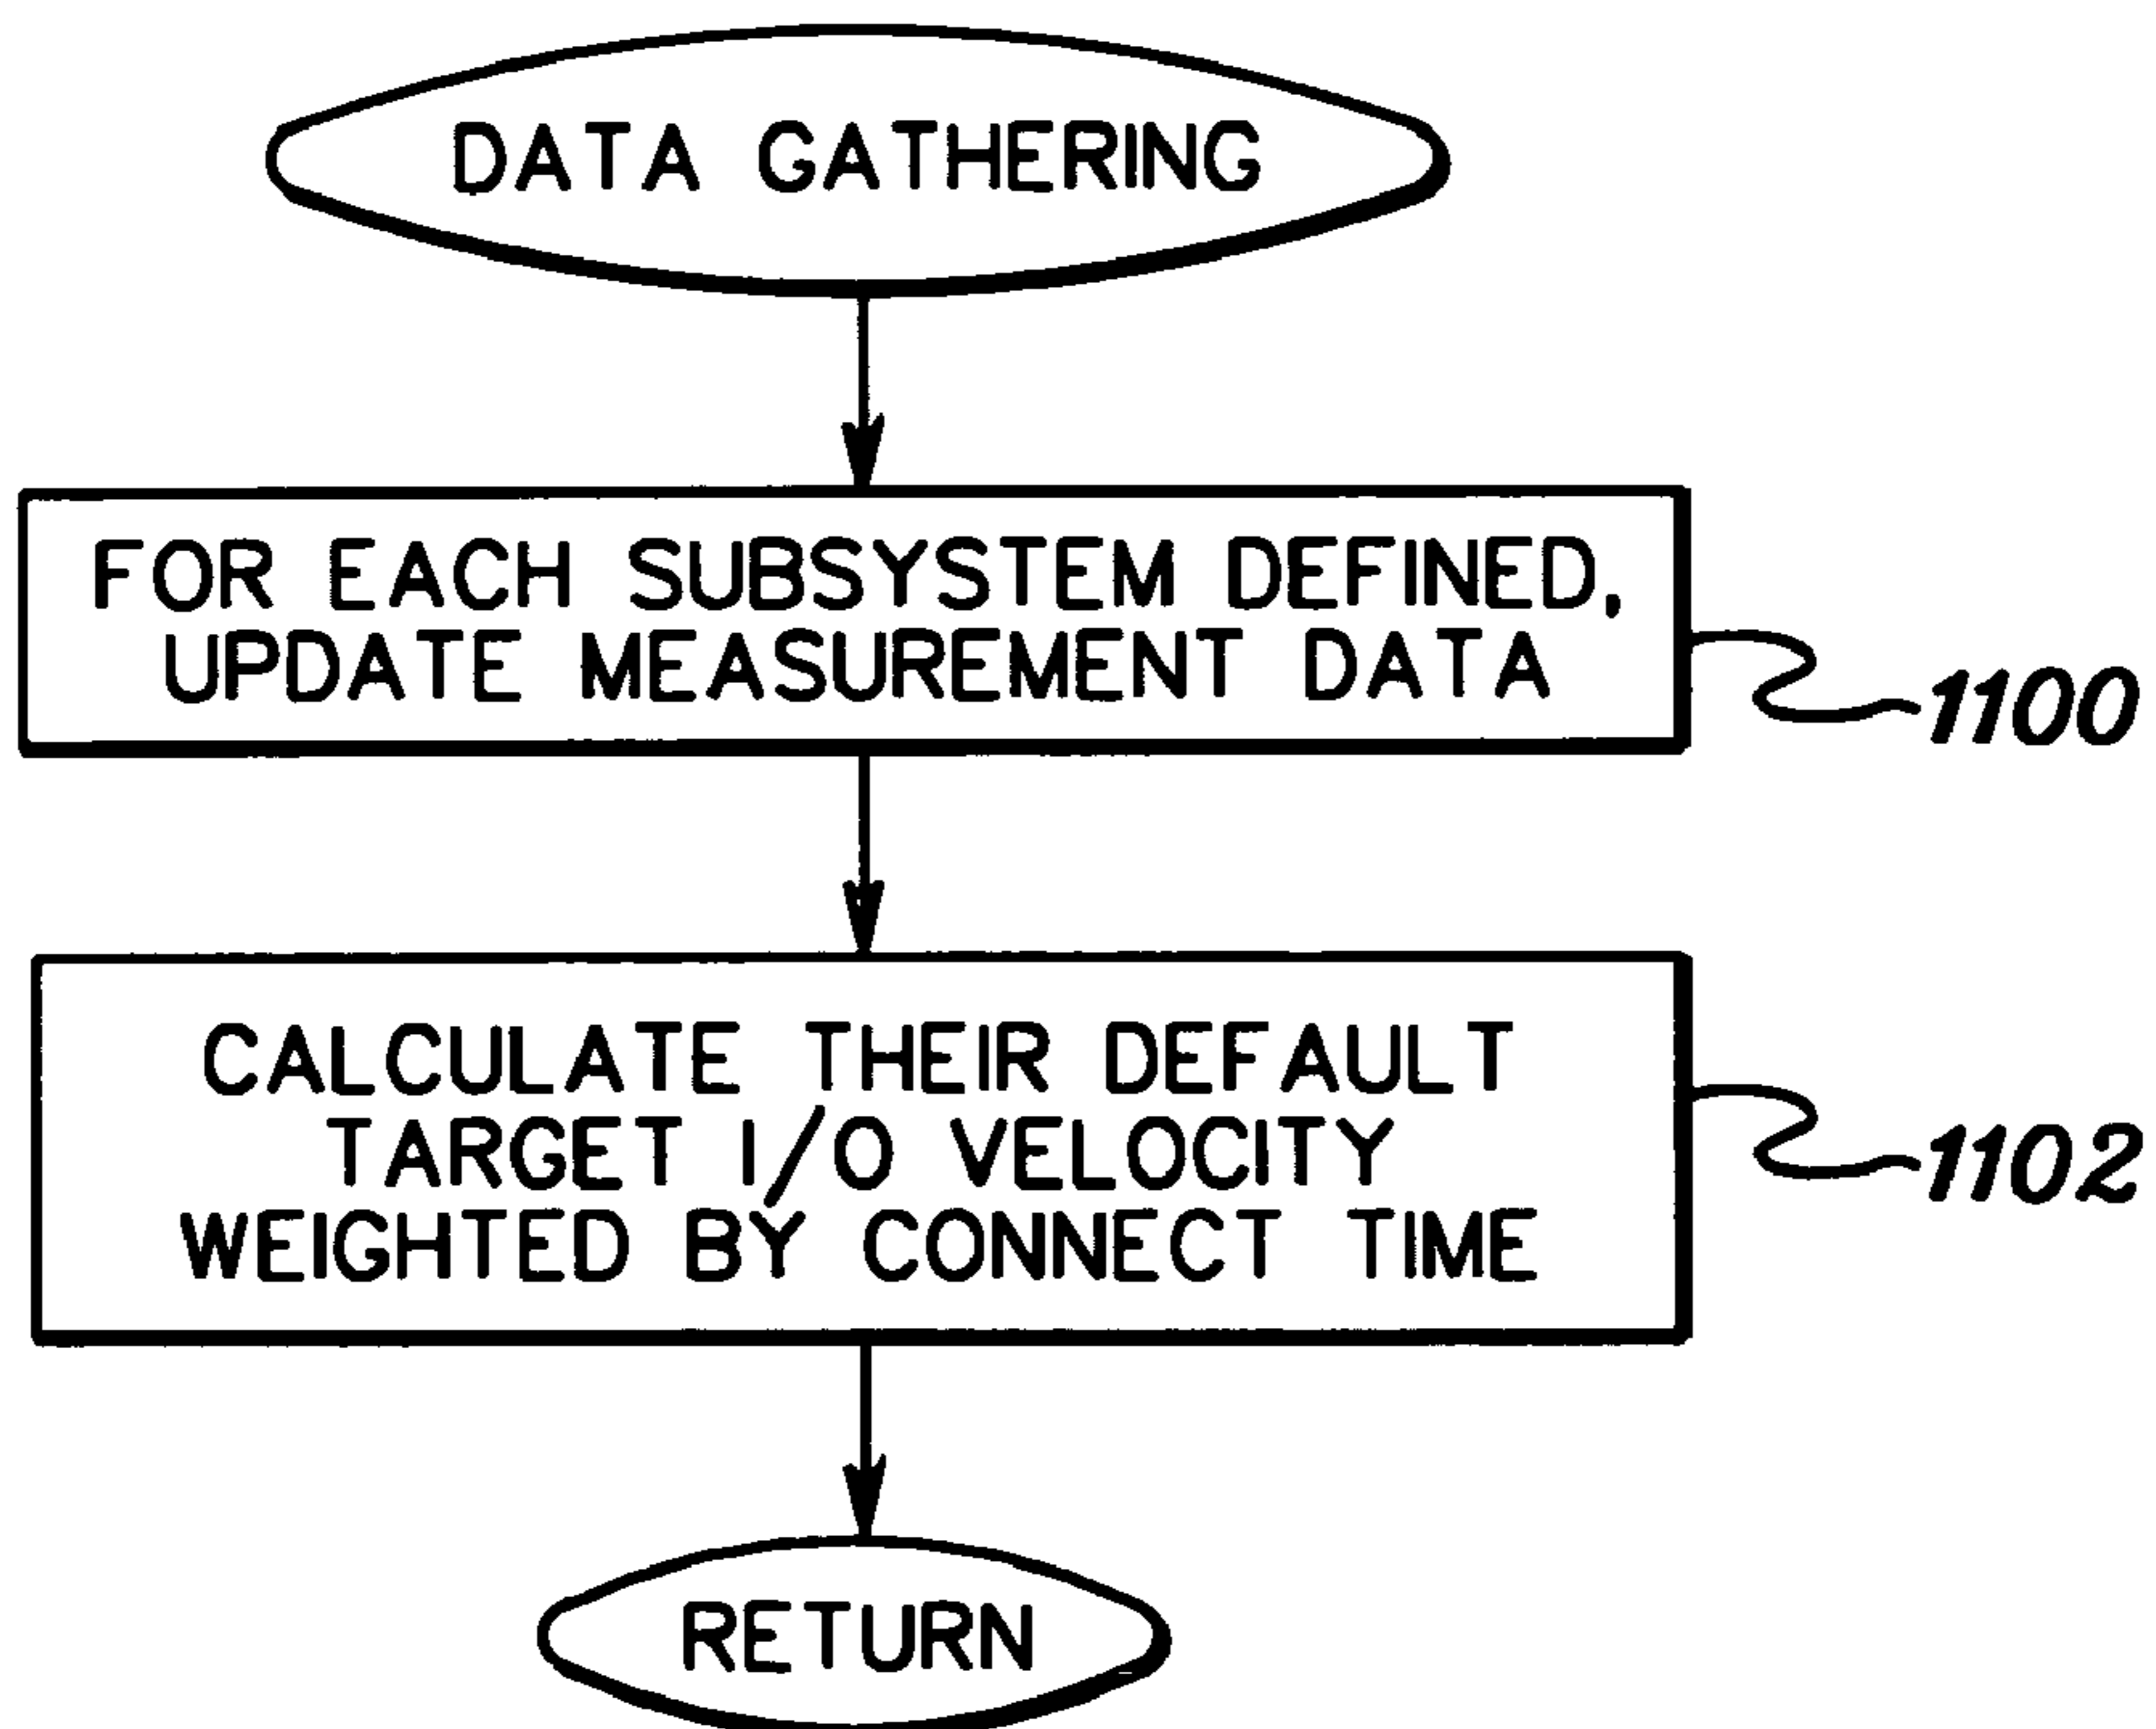 DATA GATHERING
FOR EACH SUBSYSTEM DEFINED,
UPDATE MEASUREMENT DATA
1100
CALCULATE THEIR DEFAULT
TARGET I/O VELOCITY
WEIGHTED BY CONNECT TIME
1102
RETURN